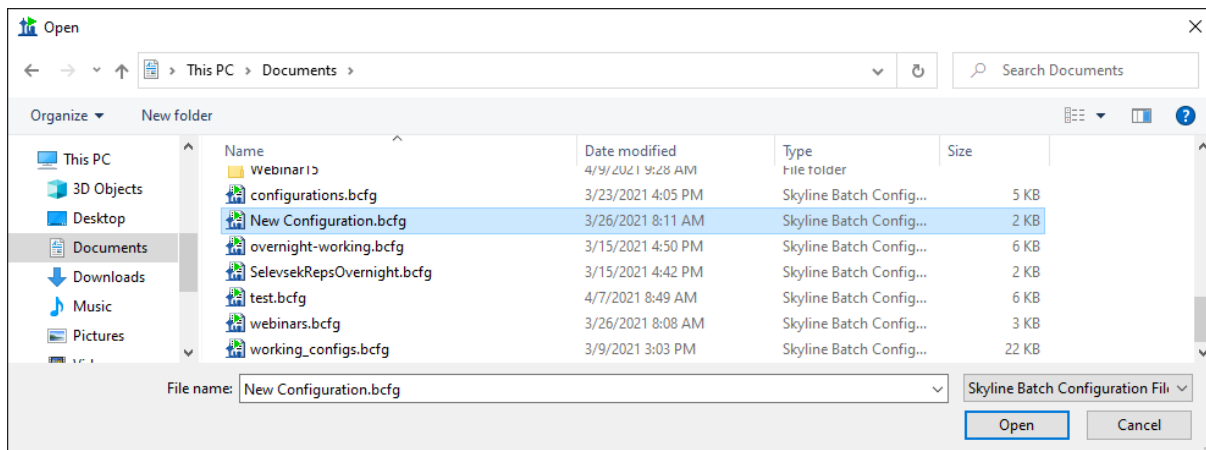 Open
This PC > Documents >
Search Documents
Organize New folder
Name Date modified Type Size
Webinar15 4/9/2021 9:28 AM File folder
configurations.bcfg 3/23/2021 4:05 PM Skyline Batch Config... 5 KB
New Configuration.bcfg 3/26/2021 8:11 AM Skyline Batch Config... 2 KB
overnight-working.bcfg 3/15/2021 4:50 PM Skyline Batch Config... 6 KB
SelevsekRepsOvernight.bcfg 3/15/2021 4:42 PM Skyline Batch Config... 2 KB
test.bcfg 4/7/2021 8:49 AM Skyline Batch Config... 6 KB
webinars.bcfg 3/26/2021 8:08 AM Skyline Batch Config... 3 KB
working_configs.bcfg 3/9/2021 3:03 PM Skyline Batch Config... 22 KB
This PC
3D Objects
Desktop
Documents
Downloads
Music
Pictures
File name: New Configuration.bcfg
Skyline Batch Configuration File
Open Cancel